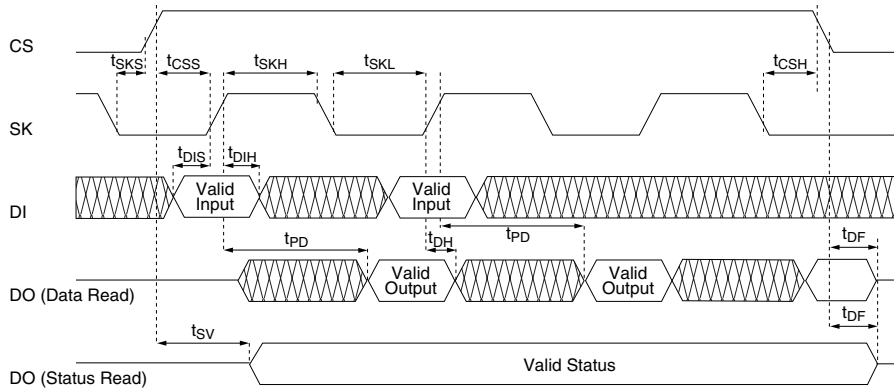 CS
tSKS tCSS tSKH tSKL tCSH
SK
tDIS tDIH
DI
Valid Input
Valid Input
tPD tDH tPD tDF
DO (Data Read)
Valid Output
Valid Output
tDF
tSV
DO (Status Read)
Valid Status